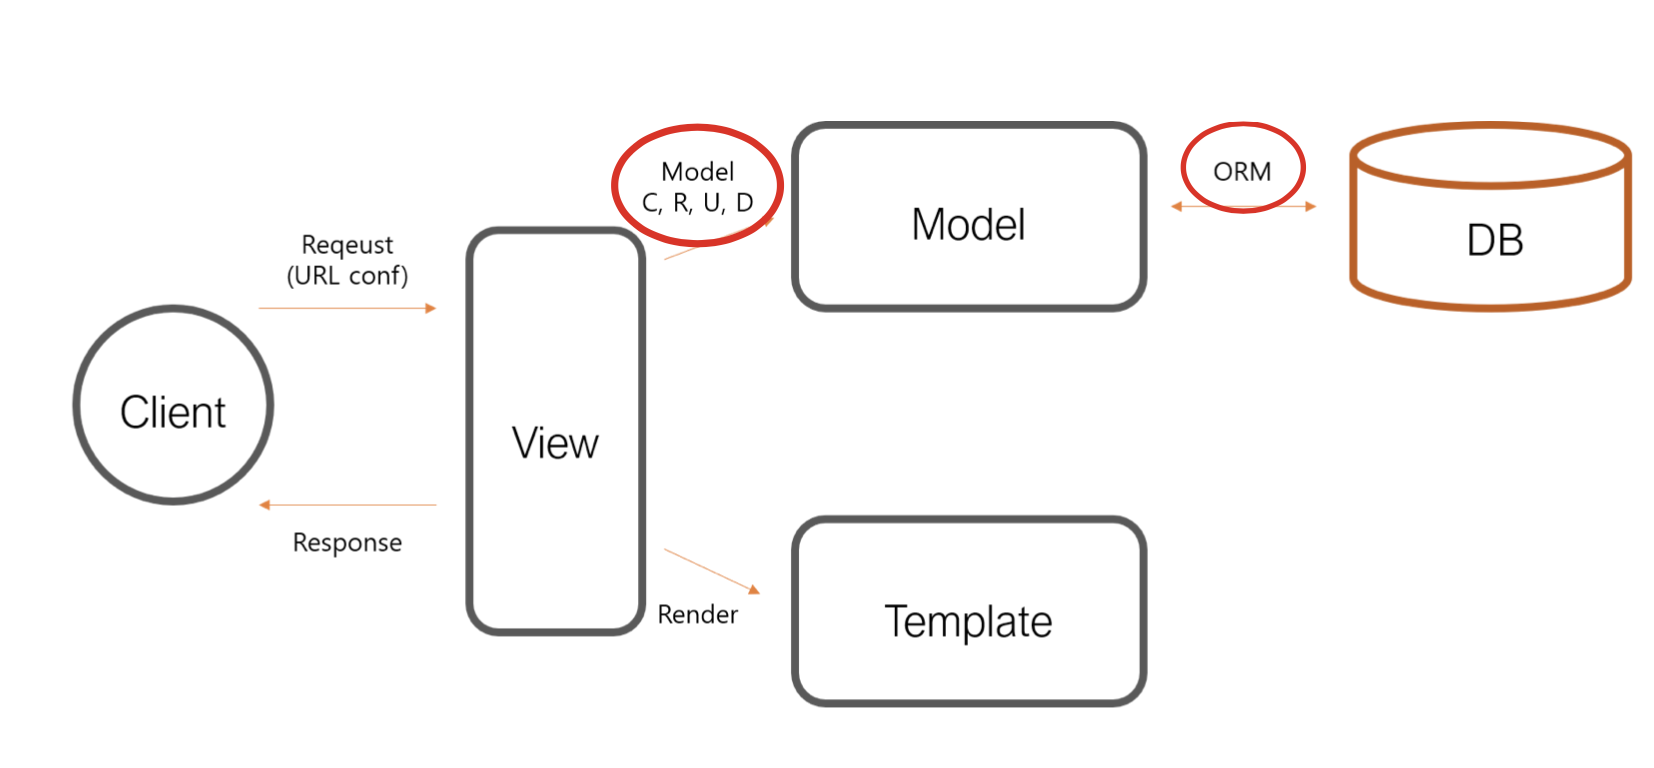 Model
C, R, U, D
ORM
Model
DB
Reqeust
(URL conf)
Client
View
Response
Render
Template